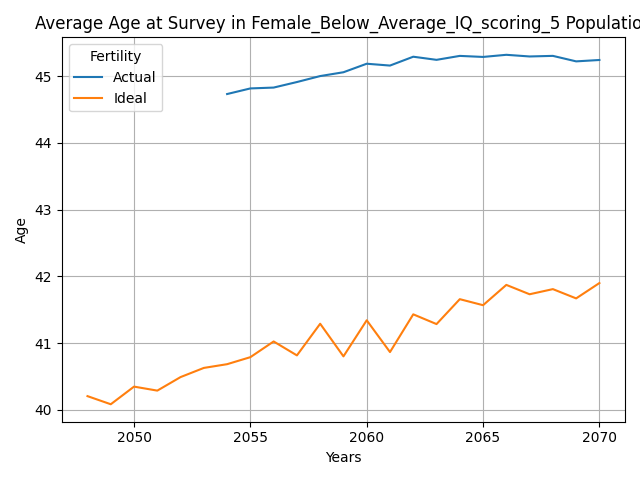 Average Age at Survey in Female_Below_Average_IQ_scoring_5 Populatio
Fertility
Actual
Ideal
45
44
43
42
41
40
Age
2050 2055 2060 2065 2070
Years